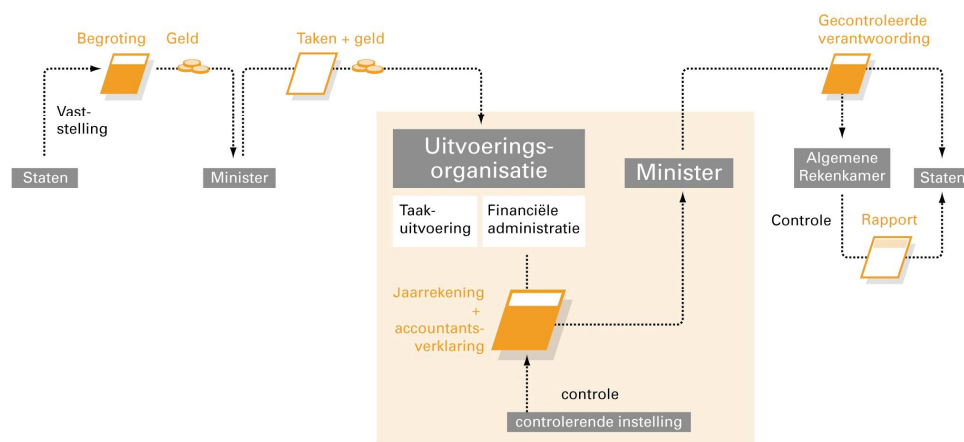 Begroting
Geld
Vast-
stelling
Staten
Minister
Taken + geld
Uitvoerings-
organisatie
Taak-
uitvoering
Financiële
administratie
Jaarrekening
+
accountants-
verklaring
controle
controlerende instelling
Minister
Gecontroleerde
verantwoording
Algemene
Rekenkamer
Staten
Controle
Rapport